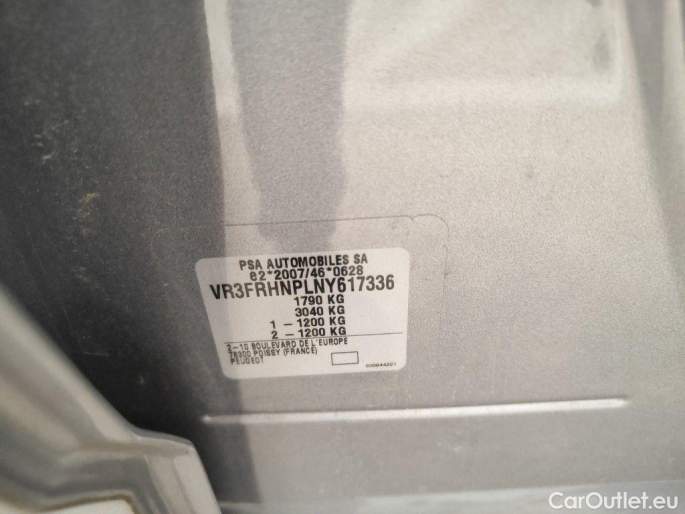 PSA AUTOMOBILES SA
e2*2007/46*0628
VR3FRHNPLNY617336
1790 KG
3040 KG
1 - 1200 KG
2 - 1200 KG
2-10 BOULEVARD DE L'EUROPE
78300 POISSY (FRANCE)
PEUGEOT
CarOutlet.eu